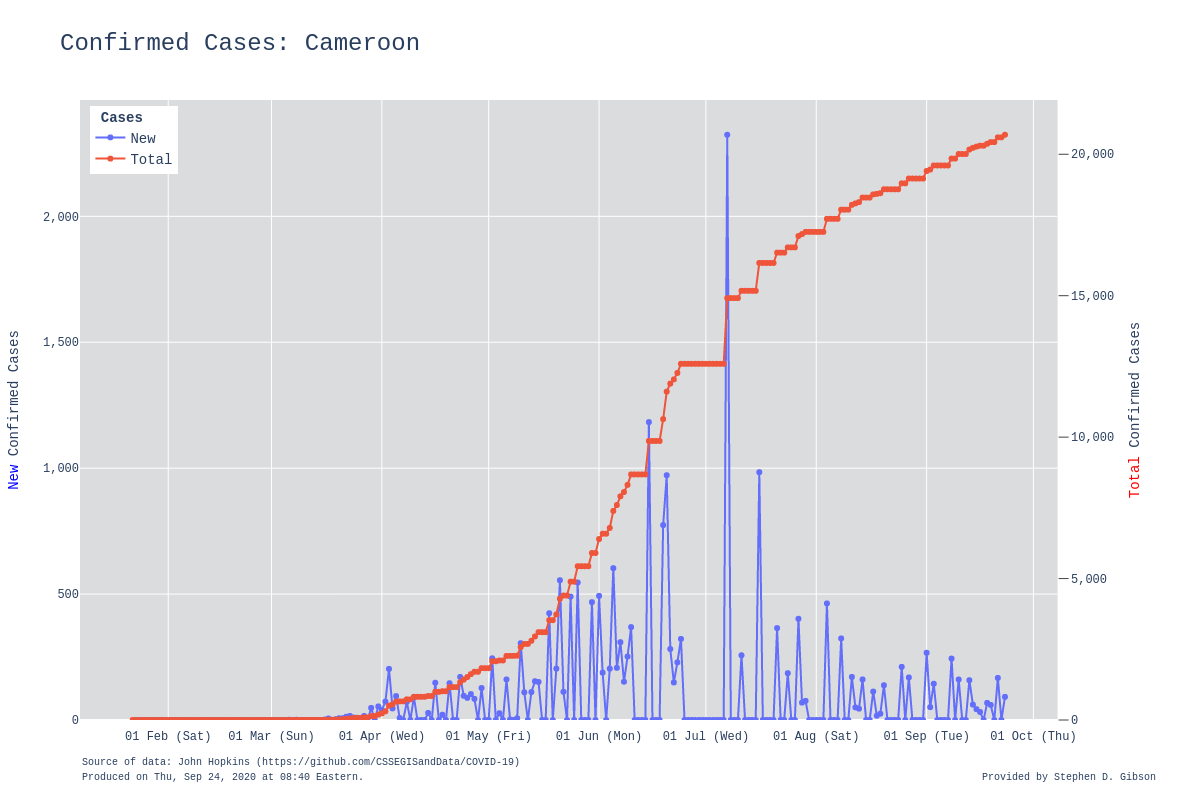 Confirmed Cases: Cameroon
Cases
New
Total
2,000
1,500
1,000
500
0
20,000
15,000
10,000
5,000
0
New Confirmed Cases
Total Confirmed Cases
01 Feb (Sat) 01 Mar (Sun) 01 Apr (Wed) 01 May (Fri) 01 Jun (Mon) 01 Jul (Wed) 01 Aug (Sat) 01 Sep (Tue) 01 Oct (Thu)
Source of data: John Hopkins (https://github.com/CSSEGISandData/COVID-19)
Produced on Thu, Sep 24, 2020 at 08:40 Eastern.
Provided by Stephen D. Gibson